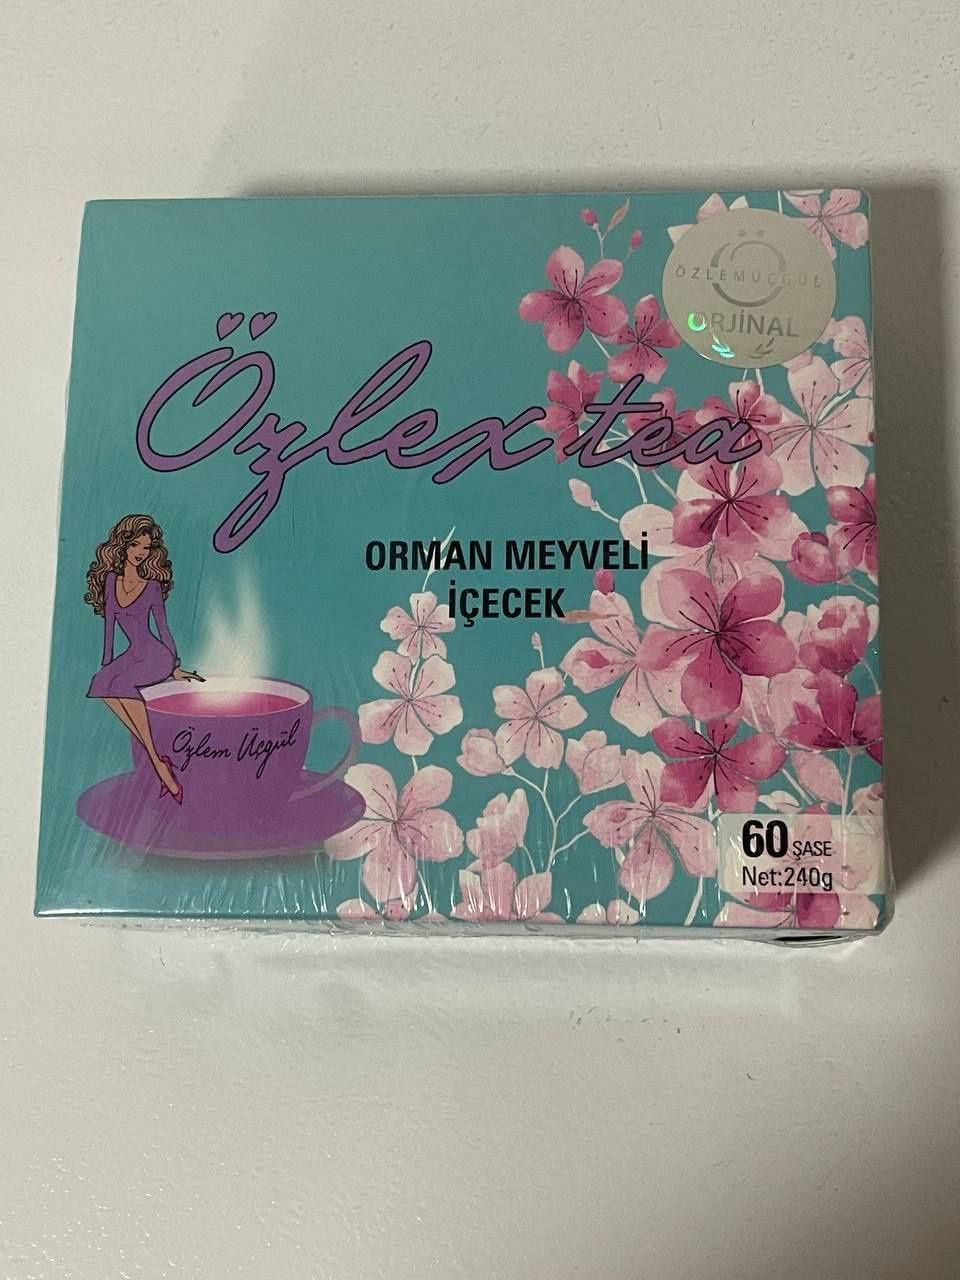 ÖZLEMÜÇGÜL
ORJİNAL
Özlex tea
ORMAN MEYVELİ
İÇECEK
Özlem Üçgül
60 ŞASE
Net:240g